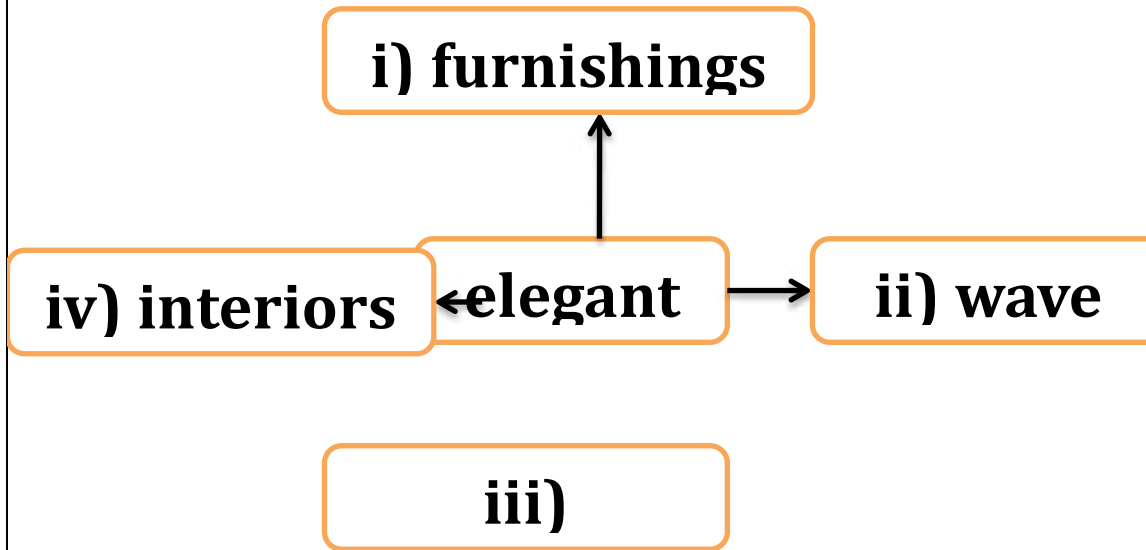 i) furnishings
iv) interiors
elegant
ii) wave
iii)